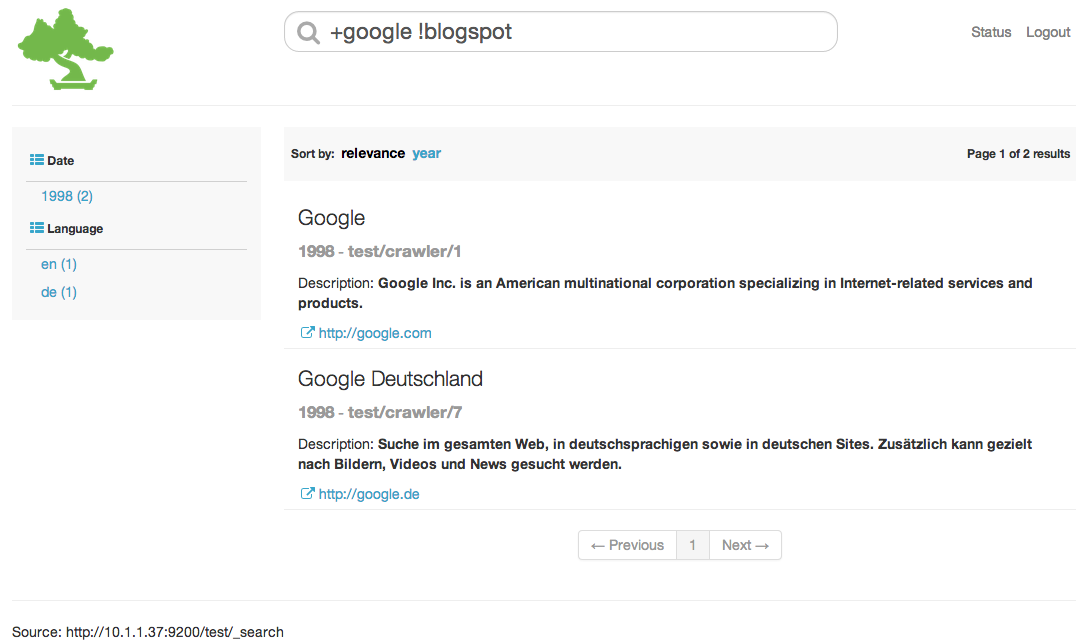 +google !blogspot
Status Logout
Date
1998 (2)
Language
en (1)
de (1)
Sort by: relevance year
Page 1 of 2 results
Google
1998 - test/crawler/1
Description: Google Inc. is an American multinational corporation specializing in Internet-related services and
products.
http://google.com
Google Deutschland
1998 - test/crawler/7
Description: Suche im gesamten Web, in deutschsprachigen sowie in deutschen Sites. Zusätzlich kann gezielt
nach Bildern, Videos und News gesucht werden.
http://google.de
← Previous 1 Next →
Source: http://10.1.1.37:9200/test/_search